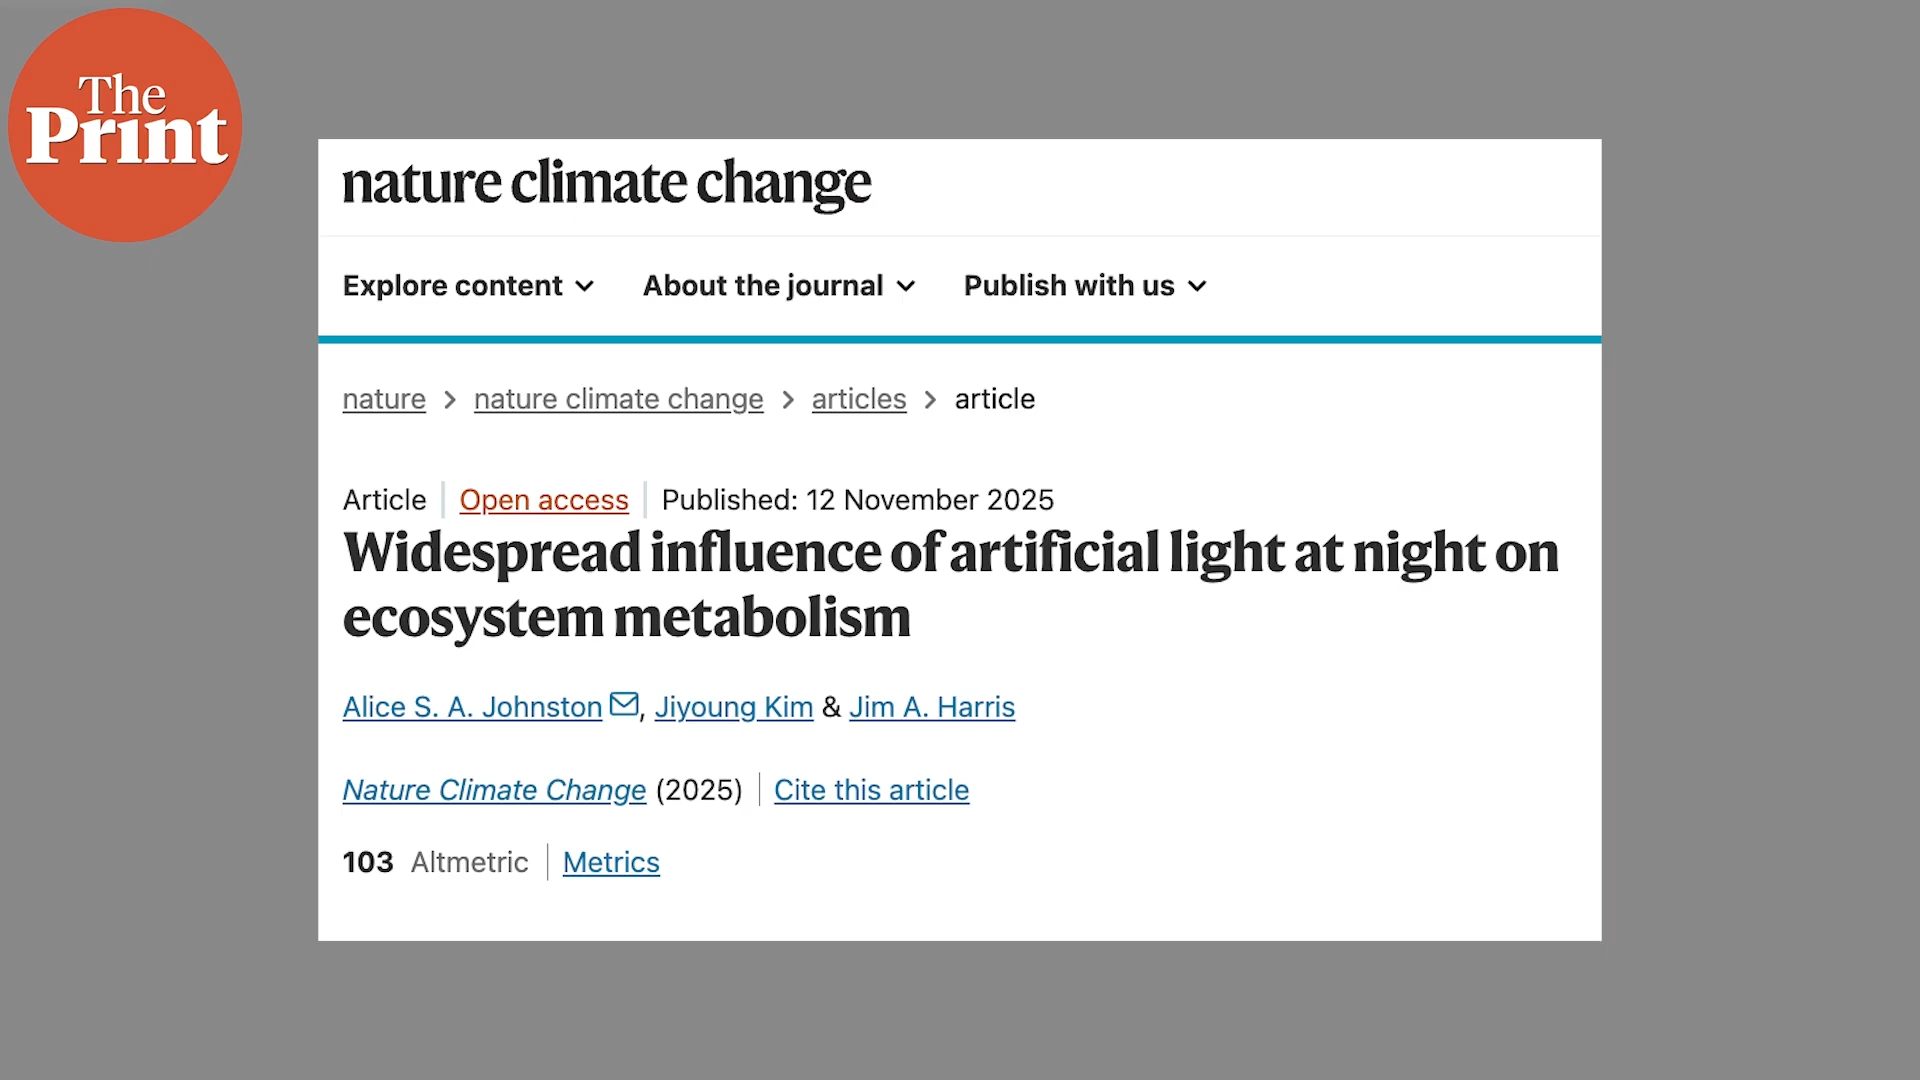 The
Print
nature climate change
Explore content About the journal Publish with us
nature > nature climate change > articles > article
Article | Open access | Published: 12 November 2025
Widespread influence of artificial light at night on
ecosystem metabolism
Alice S. A. Johnston, Jiyoung Kim & Jim A. Harris
Nature Climate Change (2025) | Cite this article
103 Altmetric | Metrics